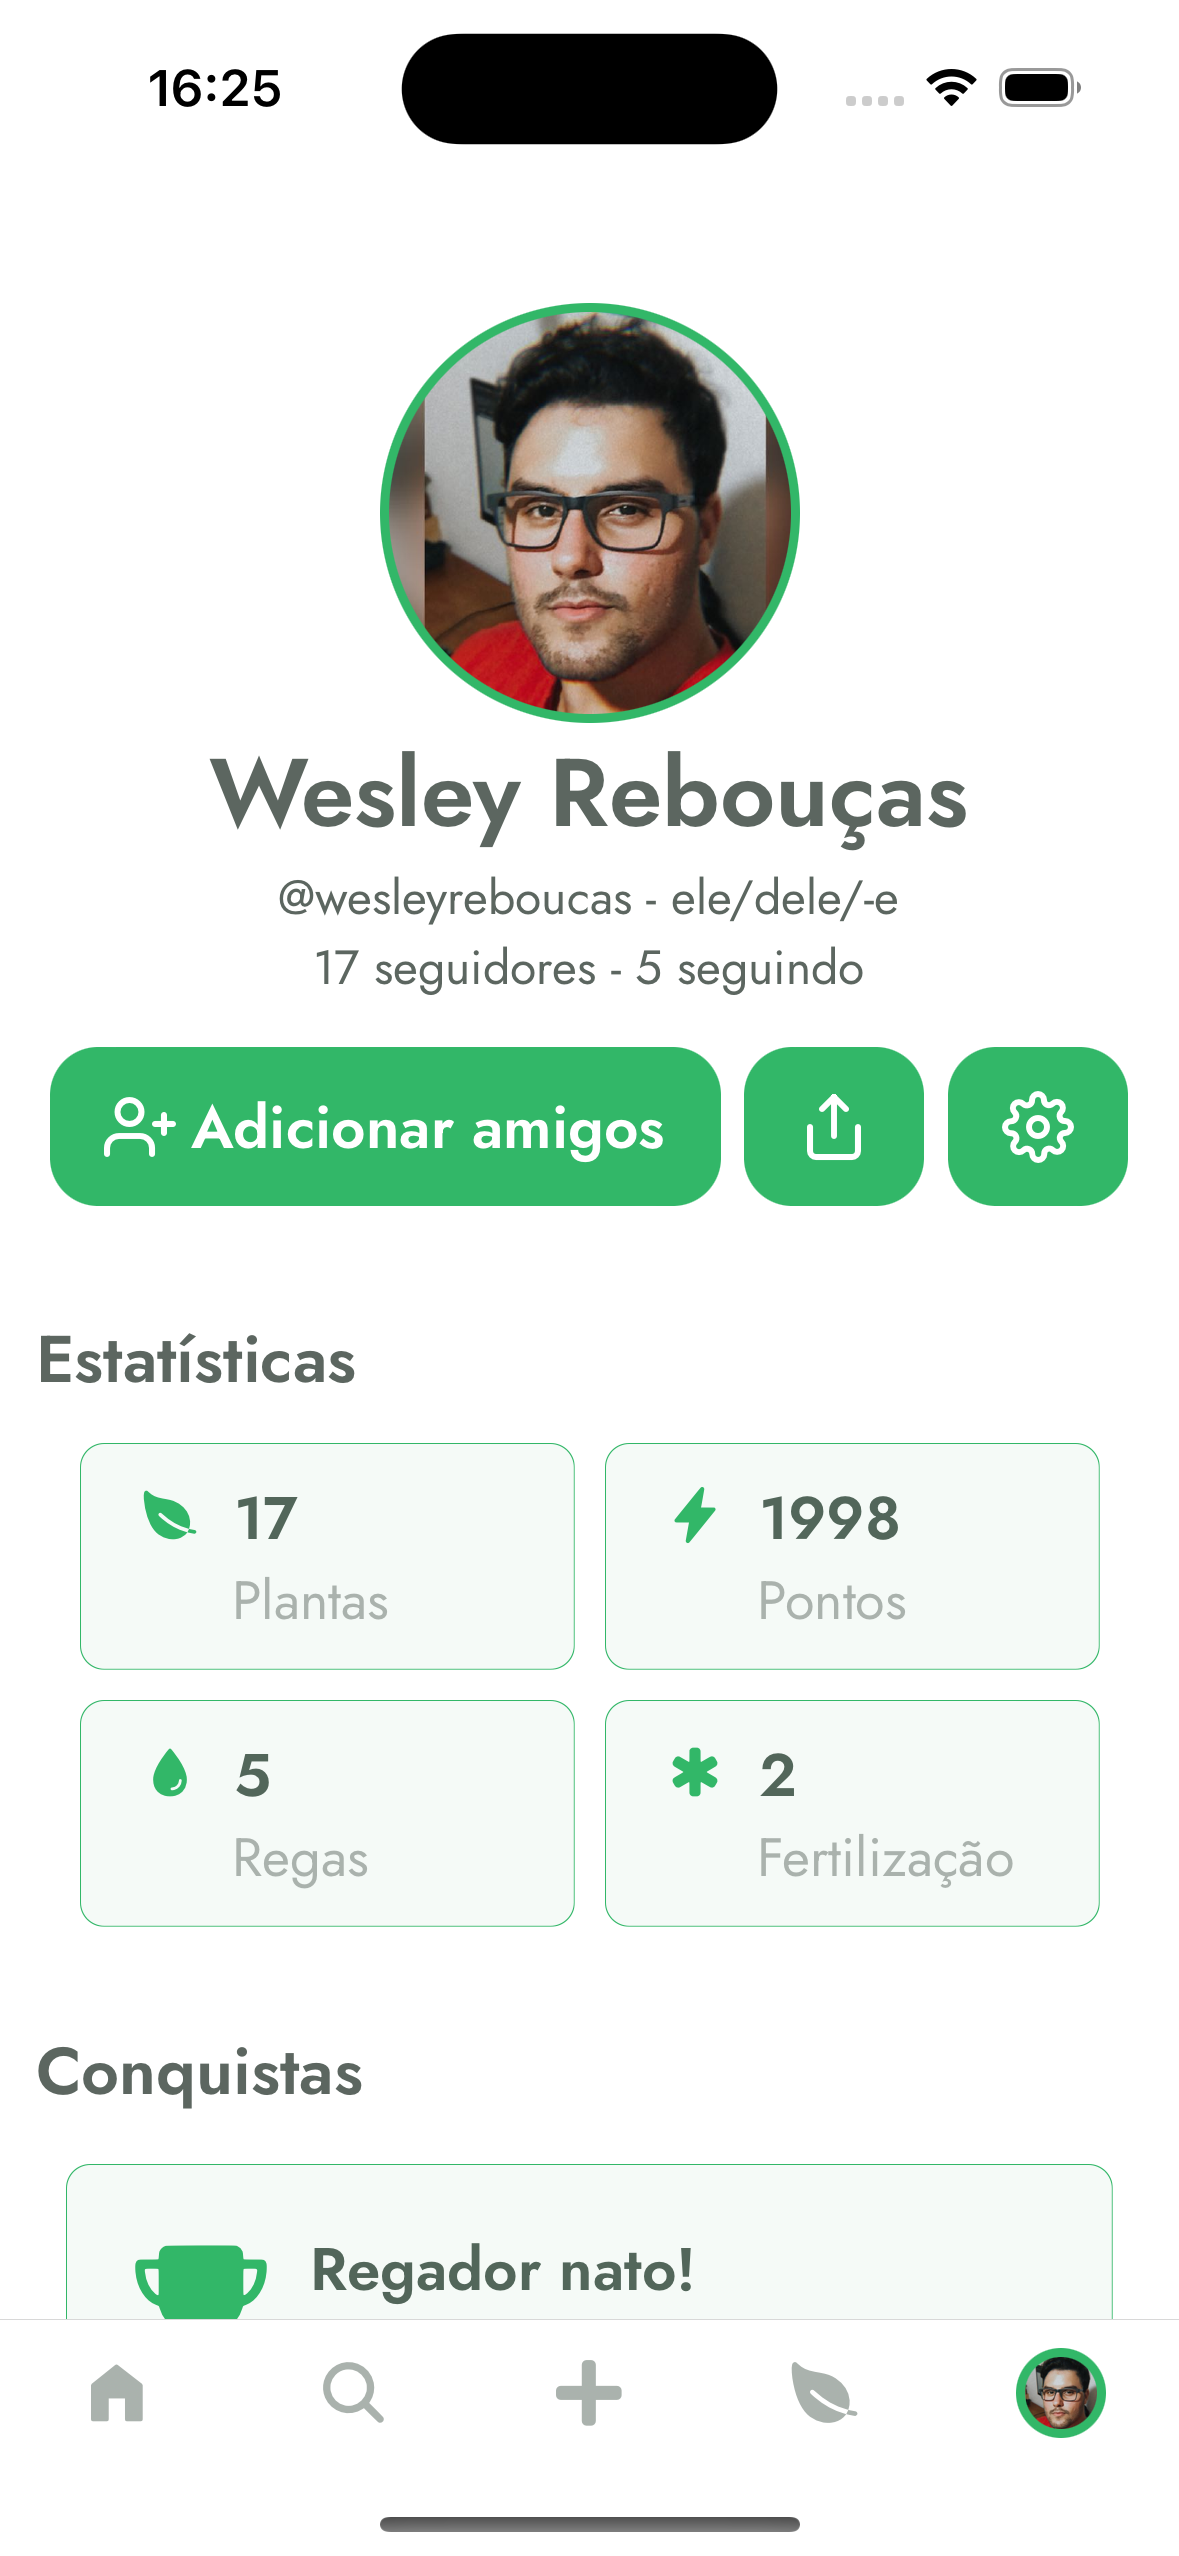 16:25
Wesley Rebouças
@wesleyreboucas - ele/dele/-e
17 seguidores - 5 seguindo
Adicionar amigos
Estatísticas
17
Plantas
1998
Pontos
5
Regas
2
Fertilização
Conquistas
Regador nato!